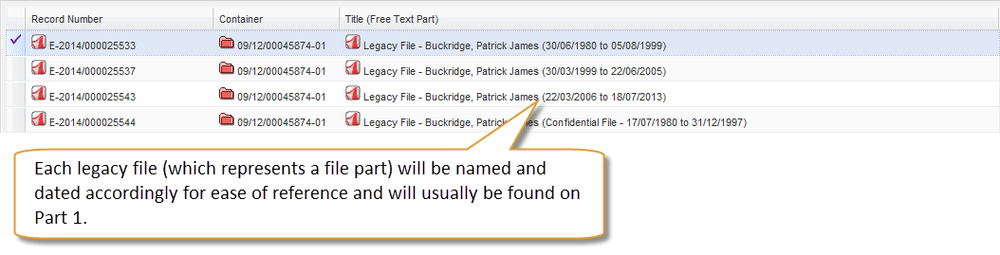 Record Number Container Title (Free Text Part)
E-2014/000025533 09/12/00045874-01 Legacy File - Buckridge, Patrick James (30/06/1980 to 05/08/1999)
E-2014/000025537 09/12/00045874-01 Legacy File - Buckridge, Patrick James (30/03/1999 to 22/06/2005)
E-2014/000025543 09/12/00045874-01 Legacy File - Buckridge, Patrick James (22/03/2006 to 18/07/2013)
E-2014/000025544 09/12/00045874-01 Legacy File - Buckridge, Patrick James (Confidential File - 17/07/1980 to 31/12/1997)
Each legacy file (which represents a file part) will be named and
dated accordingly for ease of reference and will usually be found on
Part 1.